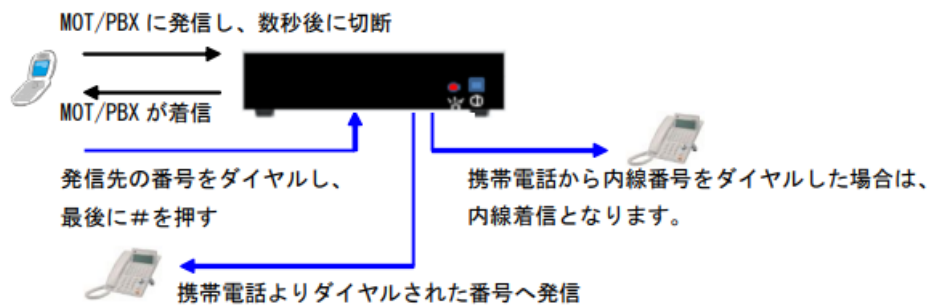 MOT/PBX に発信し、数秒後に切断
MOT/PBX が着信
発信先の番号をダイヤルし、
最後に＃を押す
携帯電話から内線番号をダイヤルした場合は、
内線着信となります。
携帯電話よりダイヤルされた番号へ発信